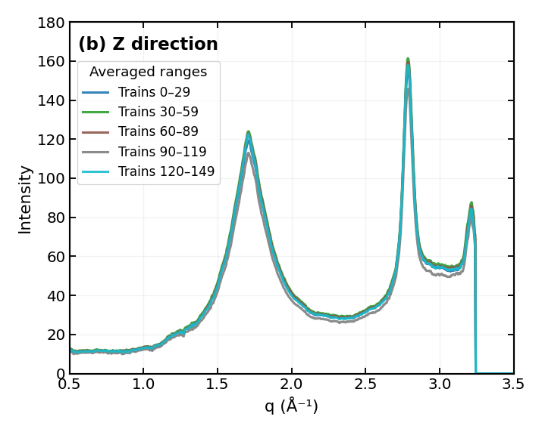 180
160
140
120
100
80
60
40
20
0
Intensity
(b) Z direction
Averaged ranges
Trains 0–29
Trains 30–59
Trains 60–89
Trains 90–119
Trains 120–149
0.5 1.0 1.5 2.0 2.5 3.0 3.5
q (Å⁻¹)